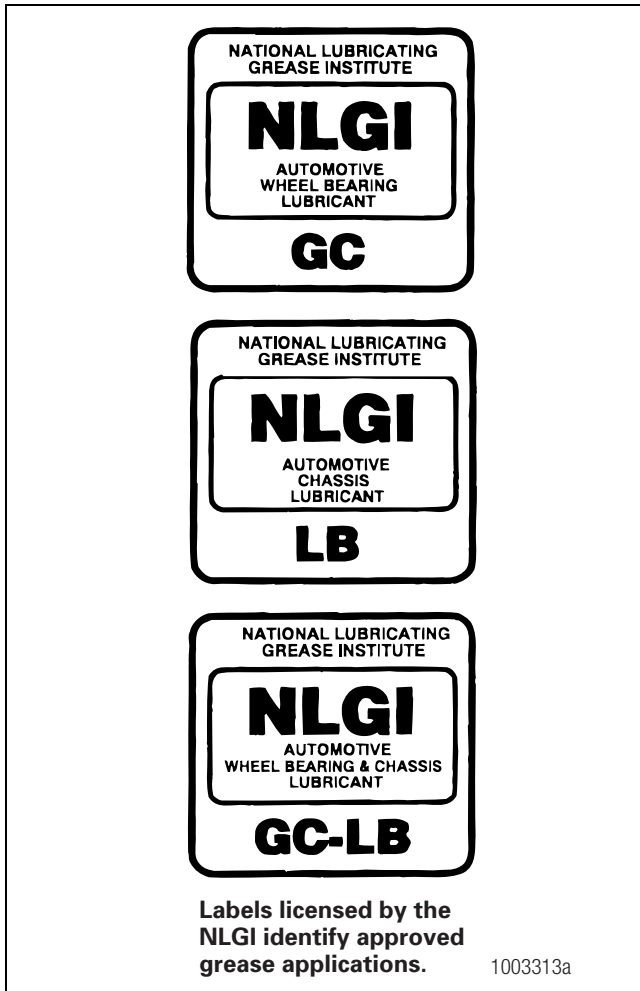 NATIONAL LUBRICATING
GREASE INSTITUTE
NLGI
AUTOMOTIVE
WHEEL BEARING
LUBRICANT
GC
NATIONAL LUBRICATING
GREASE INSTITUTE
NLGI
AUTOMOTIVE
CHASSIS
LUBRICANT
LB
NATIONAL LUBRICATING
GREASE INSTITUTE
NLGI
AUTOMOTIVE
WHEEL BEARING & CHASSIS
LUBRICANT
GC-LB
Labels licensed by the
NLGI identify approved
grease applications.
1003313a